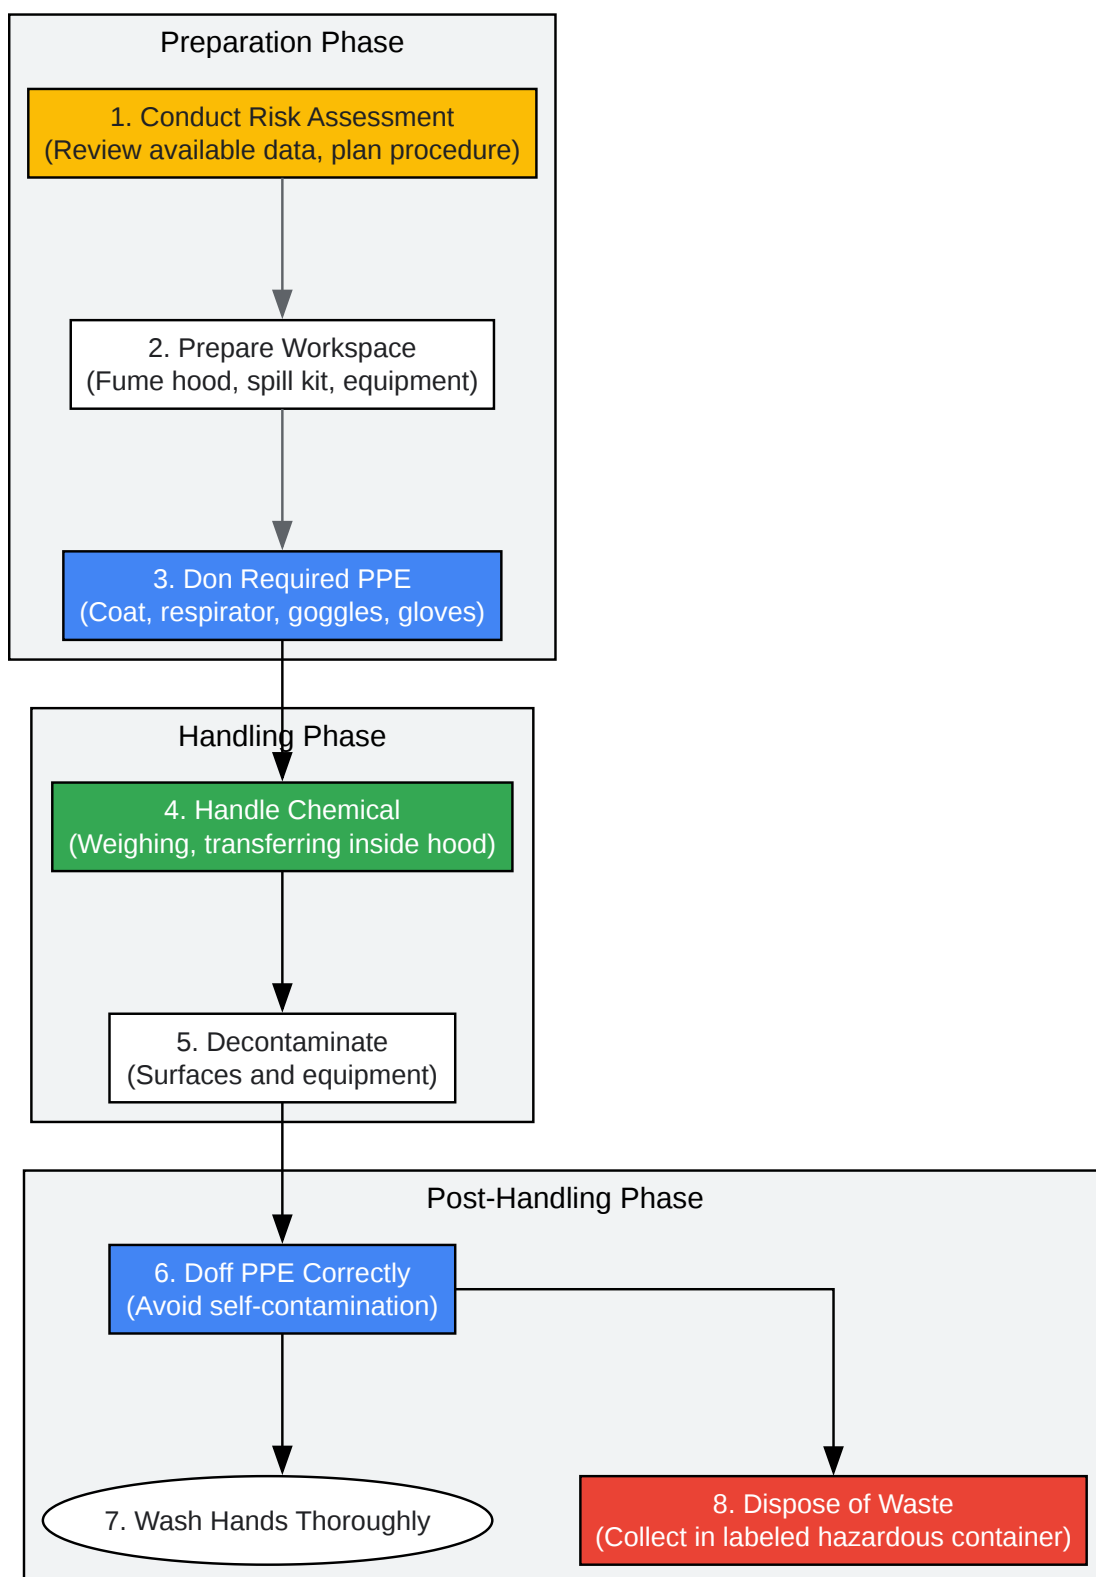 Preparation Phase
1. Conduct Risk Assessment
(Review available data, plan procedure)
2. Prepare Workspace
(Fume hood, spill kit, equipment)
3. Don Required PPE
(Coat, respirator, goggles, gloves)
Handling Phase
4. Handle Chemical
(Weighing, transferring inside hood)
5. Decontaminate
(Surfaces and equipment)
Post-Handling Phase
6. Doff PPE Correctly
(Avoid self-contamination)
7. Wash Hands Thoroughly
8. Dispose of Waste
(Collect in labeled hazardous container)